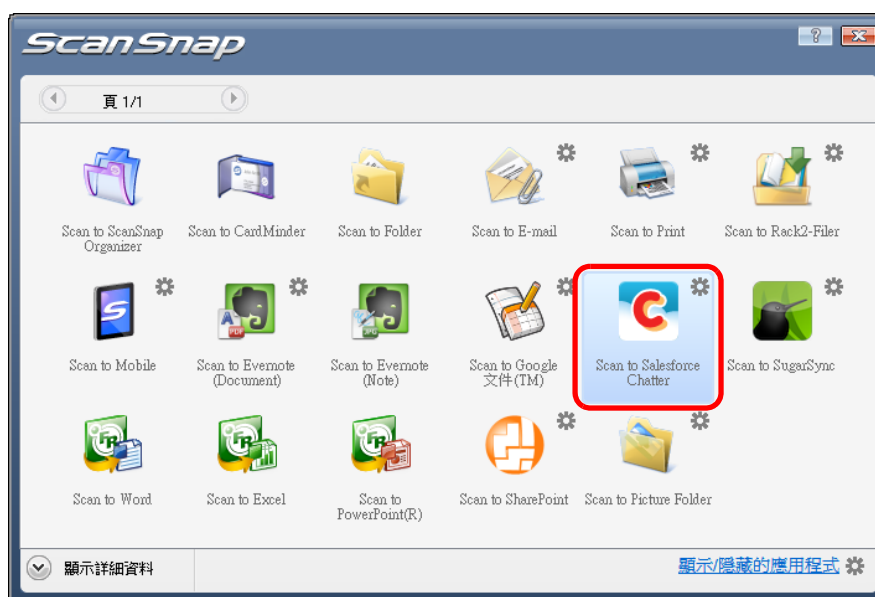 ScanSnap
頁 1/1
Scan to ScanSnap
Organizer
Scan to CardMinder
Scan to Folder
Scan to E-mail
Scan to Print
Scan to Rack2-Filer
Scan to Mobile
Scan to Evernote
(Document)
Scan to Evernote
(Note)
Scan to Google
文件(TM)
Scan to Salesforce
Chatter
Scan to SugarSync
Scan to Word
Scan to Excel
Scan to
PowerPoint(R)
Scan to SharePoint
Scan to Picture Folder
顯示詳細資料
顯示/隱藏的應用程式